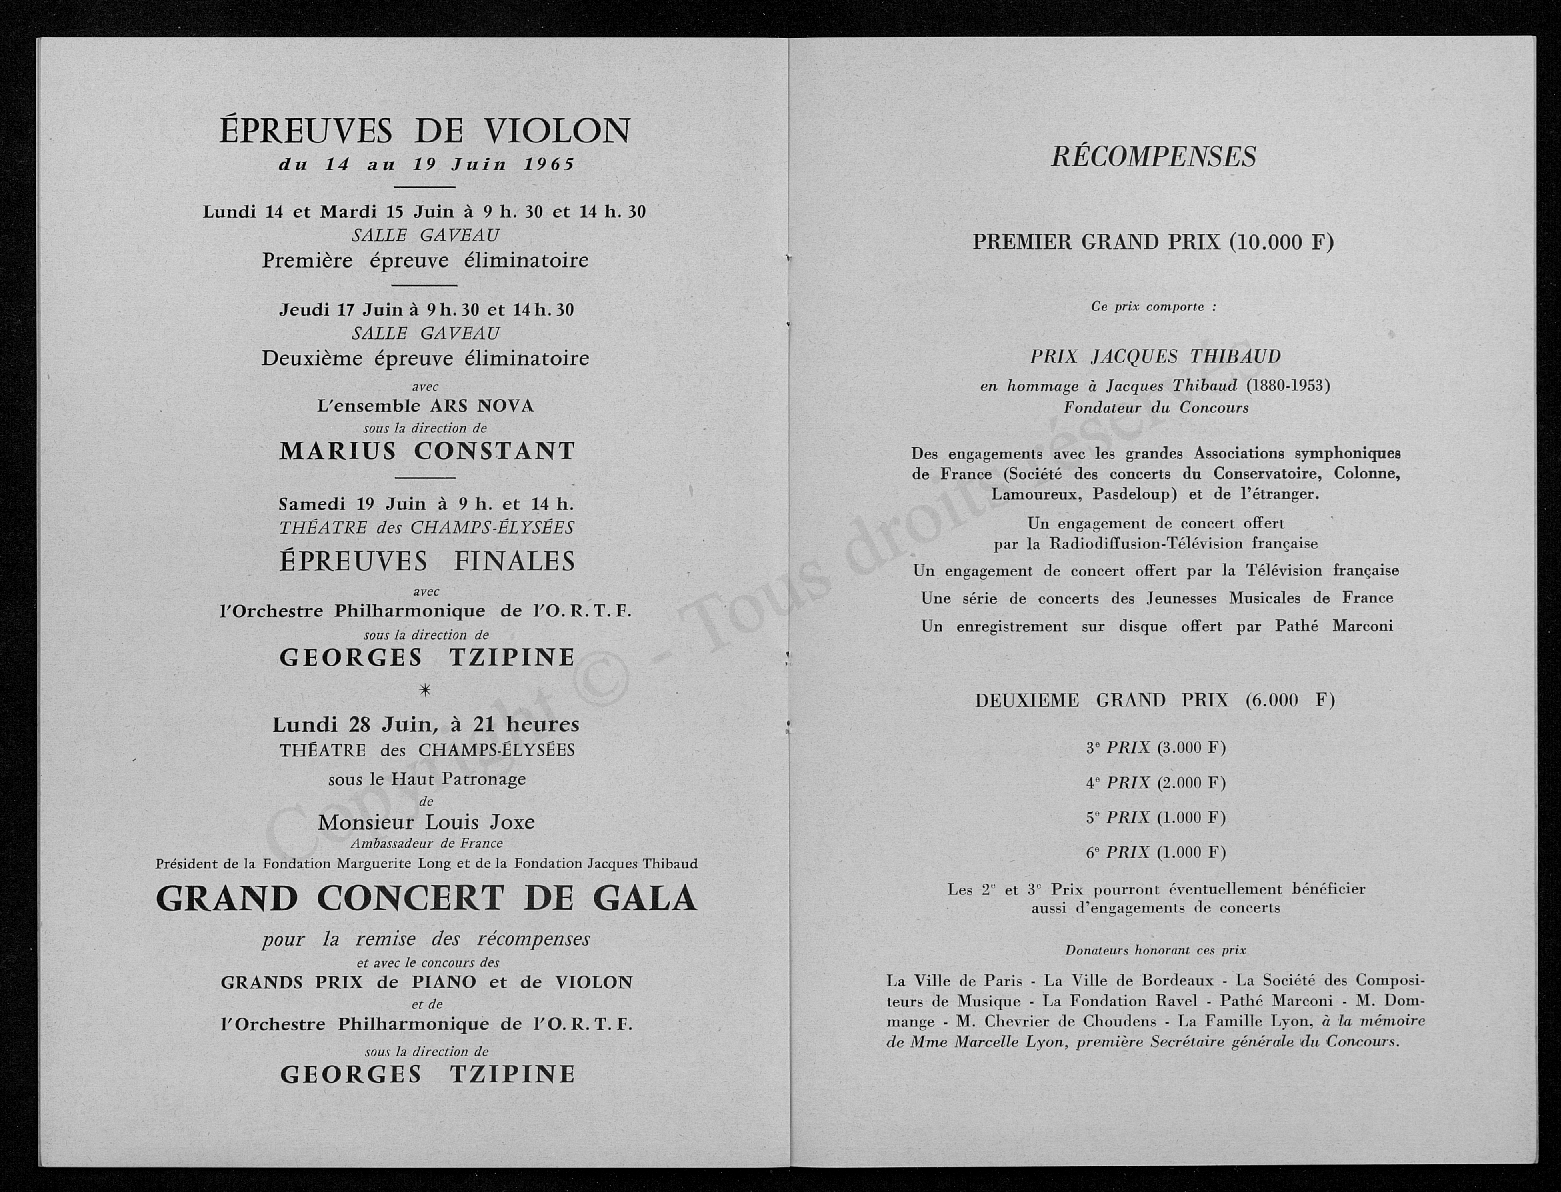 ÉPREUVES DE VIOLON
du 14 au 19 Juin 1965
Lundi 14 et Mardi 15 Juin à 9 h. 30 et 14 h. 30
SALLE GAVEAU
Première épreuve éliminatoire
Jeudi 17 Juin à 9 h. 30 et 14 h. 30
SALLE GAVEAU
Deuxième épreuve éliminatoire
avec
L'ensemble ARS NOVA
sous la direction de
MARIUS CONSTANT
Samedi 19 Juin à 9 h. et 14 h.
THÉATRE des CHAMPS-ÉLYSÉES
ÉPREUVES FINALES
avec
l'Orchestre Philharmonique de l'O. R. T. F.
sous la direction de
GEORGES TZIPINE
*
Lundi 28 Juin, à 21 heures
THÉATRE des CHAMPS-ÉLYSÉES
sous le Haut Patronage
de
Monsieur Louis Joxe
Ambassadeur de France
Président de la Fondation Marguerite Long et de la Fondation Jacques Thibaud
GRAND CONCERT DE GALA
pour la remise des récompenses
et avec le concours des
GRANDS PRIX de PIANO et de VIOLON
et de
l'Orchestre Philharmonique de l'O. R. T. F.
sous la direction de
GEORGES TZIPINE
RÉCOMPENSES
PREMIER GRAND PRIX (10.000 F)
Ce prix comporte :
PRIX JACQUES THIBAUD
en hommage à Jacques Thibaud (1880-1953)
Fondateur du Concours
Des engagements avec les grandes Associations symphoniques
de France (Société des concerts du Conservatoire, Colonne,
Lamoureux, Pasdeloup) et de l'étranger.
Un engagement de concert offert
par la Radiodiffusion-Télévision française
Un engagement de concert offert par la Télévision française
Une série de concerts des Jeunesses Musicales de France
Un enregistrement sur disque offert par Pathé Marconi
DEUXIEME GRAND PRIX (6.000 F)
3e PRIX (3.000 F)
4e PRIX (2.000 F)
5e PRIX (1.000 F)
6e PRIX (1.000 F)
Les 2e et 3e Prix pourront éventuellement bénéficier
aussi d'engagements de concerts
Donateurs honorant ces prix
La Ville de Paris - La Ville de Bordeaux - La Société des Composi-
teurs de Musique - La Fondation Ravel - Pathé Marconi - M. Dom-
mange - M. Chevrier de Choudens - La Famille Lyon, à la mémoire
de Mme Marcelle Lyon, première Secrétaire générale du Concours.
Copyright © - Tous droits réservés